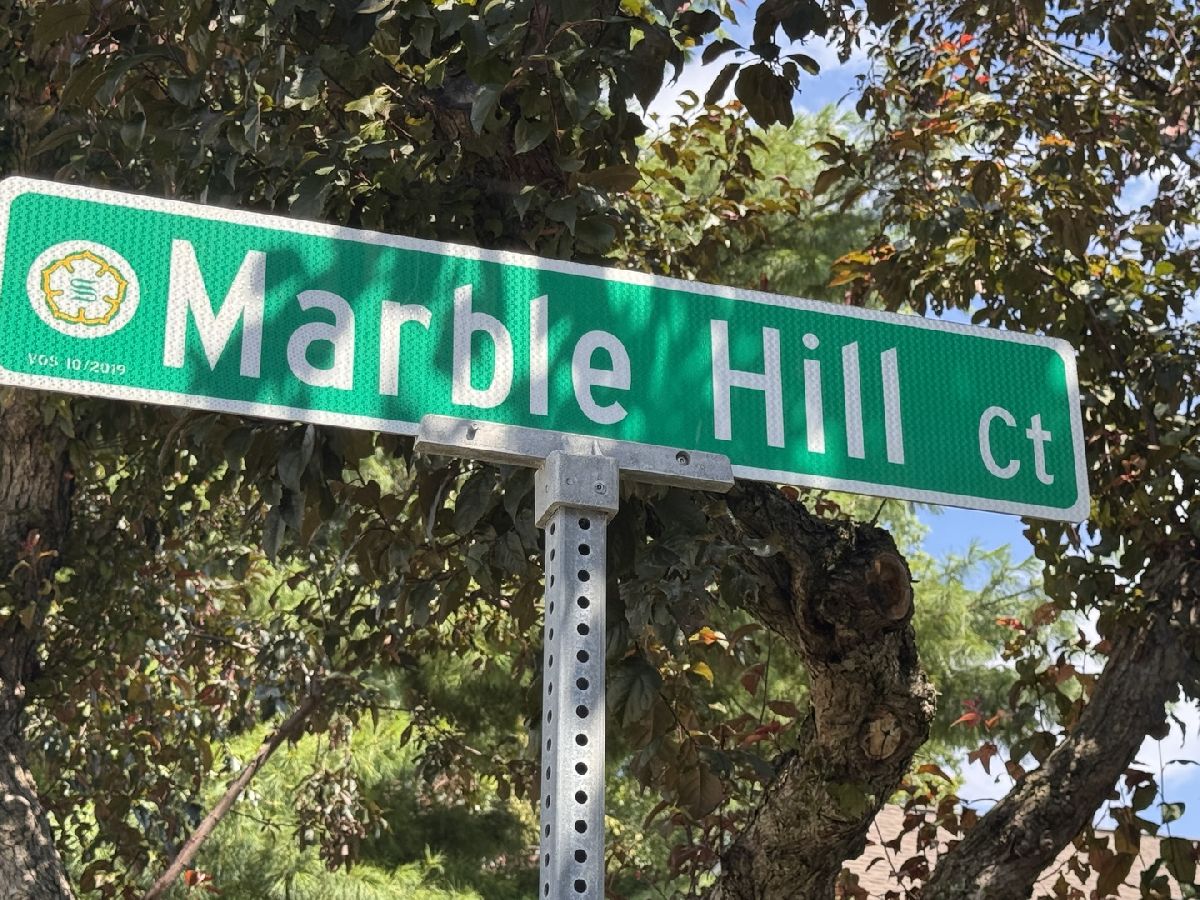 Marble Hill Ct
VOS 10/2019